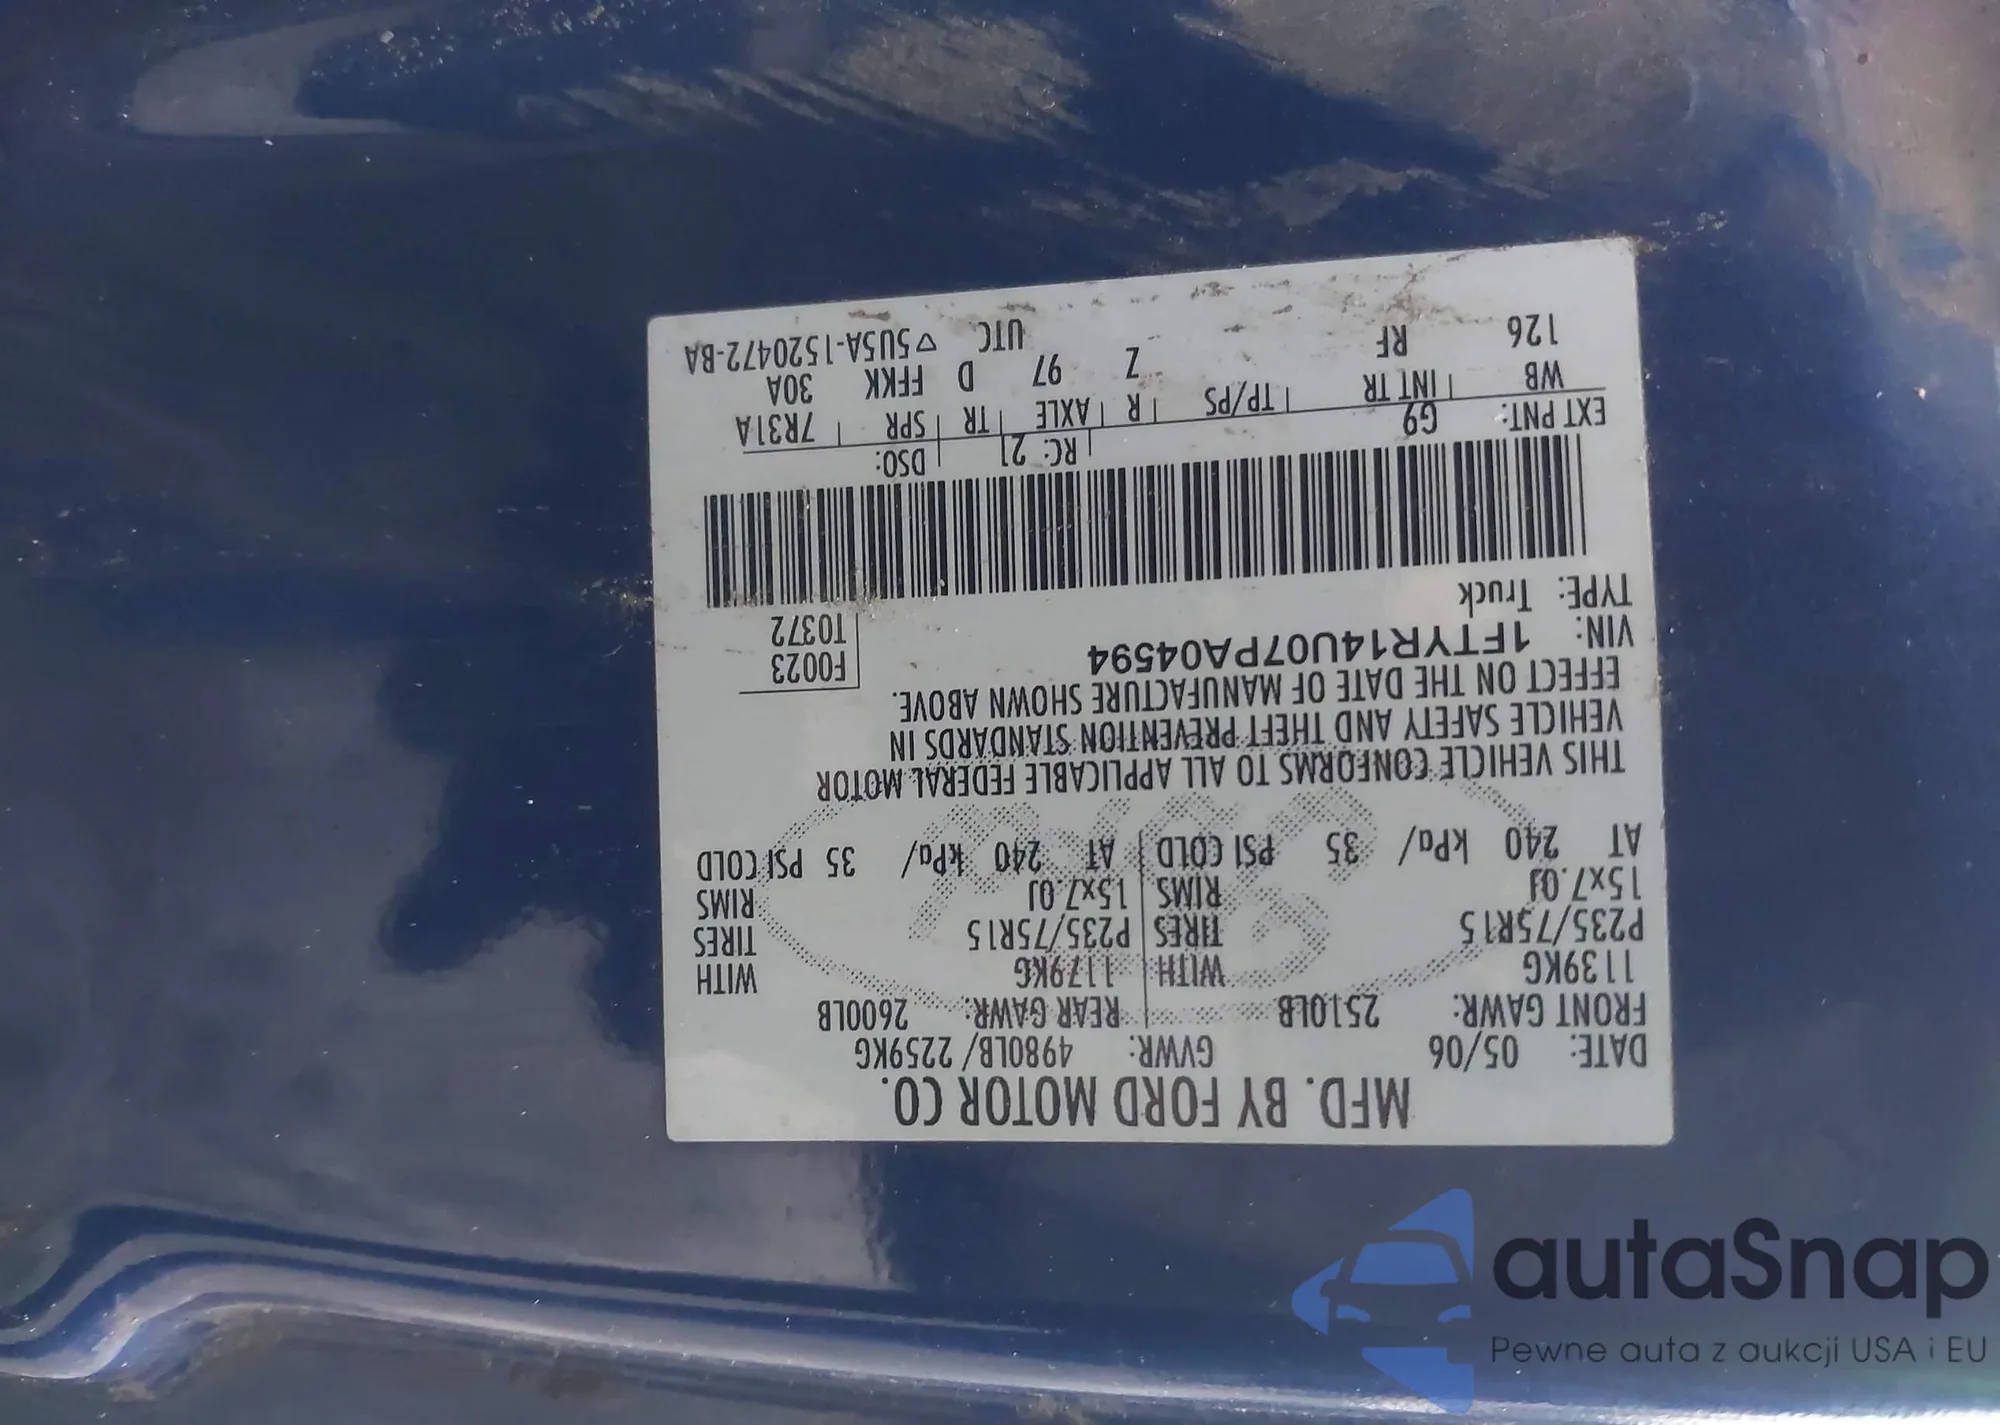 MFD. BY FORD MOTOR CO.
DATE: 05/06 GVWR: 4980LB/ 2259KG
FRONT GAWR: 2510LB REAR GAWR: 2600LB
1139KG WITH 1179KG WITH
P235/75R15 TIRES P235/75R15 TIRES
15x7.0J RIMS 15x7.0J RIMS
AT 240 kPa/ 35 PSI COLD AT 240 kPa/ 35 PSI COLD
THIS VEHICLE CONFORMS TO ALL APPLICABLE FEDERAL MOTOR
VEHICLE SAFETY AND THEFT PREVENTION STANDARDS IN
EFFECT ON THE DATE OF MANUFACTURE SHOWN ABOVE.
VIN: 1FTYR14U07PA04594 F0023
TYPE: Truck T0372
EXT PNT: G9 RC: 21 DSO:
WB INT TR TP/PS R AXLE TR SPR 7R31A
126 RF Z 97 D FFKK 30A
UTC ▽5U5A-1520472-BA
autaSnap
Pewne auta z aukcji USA i EU